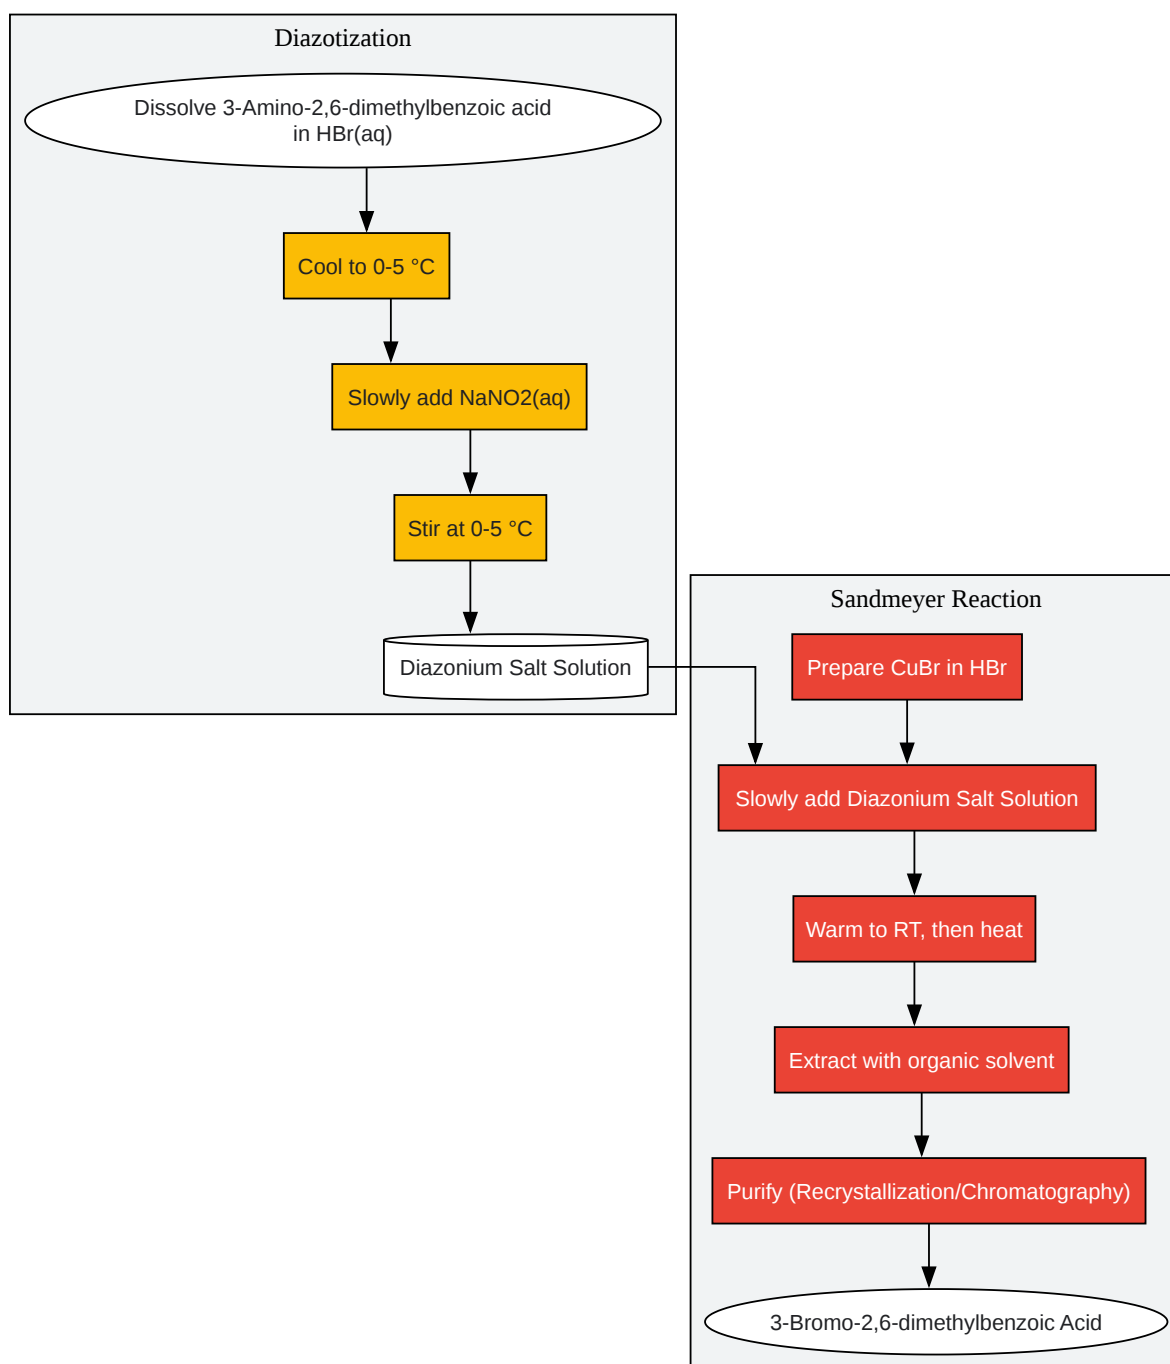 Diazotization
Dissolve 3-Amino-2,6-dimethylbenzoic acid
in HBr(aq)
Cool to 0-5 °C
Slowly add NaNO2(aq)
Stir at 0-5 °C
Diazonium Salt Solution
Sandmeyer Reaction
Prepare CuBr in HBr
Slowly add Diazonium Salt Solution
Warm to RT, then heat
Extract with organic solvent
Purify (Recrystallization/Chromatography)
3-Bromo-2,6-dimethylbenzoic Acid